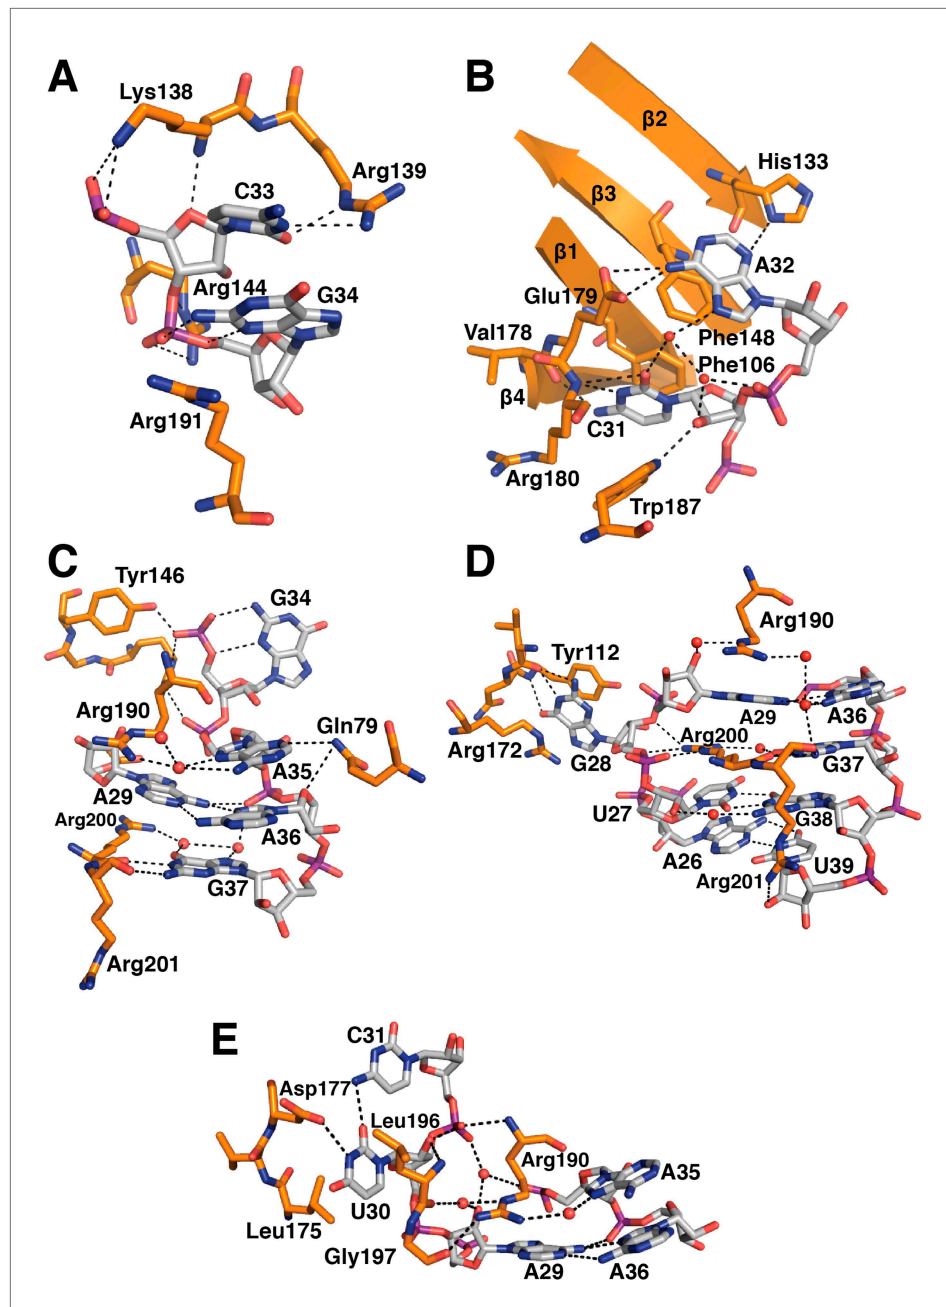 A
Lys138
Arg139
C33
Arg144
G34
Arg191
B
β2
His133
β3
β1
A32
Glu179
Val178
Phe148
Phe106
β4
C31
Arg180
Trp187
C
Tyr146
G34
Arg190
Gln79
A35
A29
Arg200
A36
G37
Arg201
D
Arg190
Tyr112
A29
A36
Arg172
Arg200
G28
G37
U27
G38
A26
U39
Arg201
E
C31
Asp177
Leu196
Arg190
A35
U30
Leu175
Gly197
A29
A36